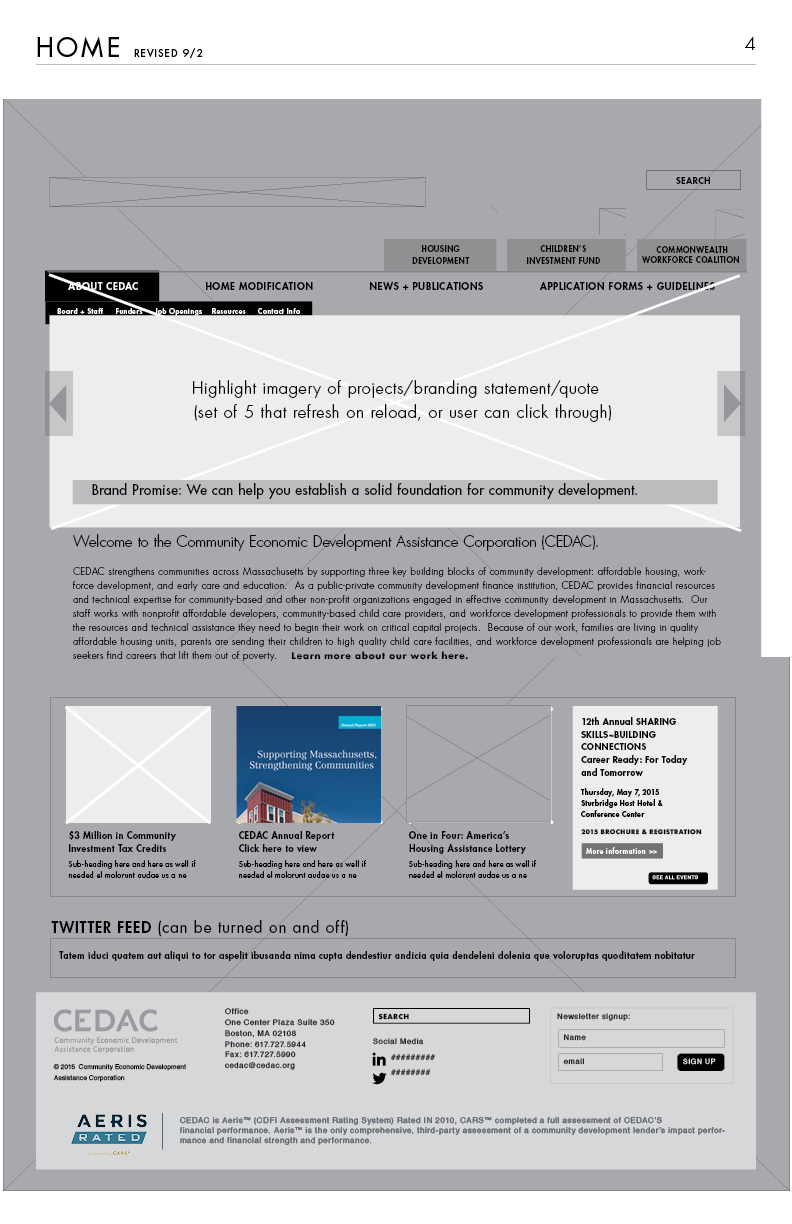 HOME REVISED 9/2
4
SEARCH
HOUSING
DEVELOPMENT
CHILDREN'S
INVESTMENT FUND
COMMONWEALTH
WORKFORCE COALITION
ABOUT CEDAC
HOME MODIFICATION
NEWS + PUBLICATIONS
APPLICATION FORMS + GUIDELINES
Board + Staff Funders Job Openings Resources Contact Info
Highlight imagery of projects/branding statement/quote
(set of 5 that refresh on reload, or user can click through)
Brand Promise: We can help you establish a solid foundation for community development.
Welcome to the Community Economic Development Assistance Corporation (CEDAC).
CEDAC strengthens communities across Massachusetts by supporting three key building blocks of community development: affordable housing, work-
force development, and early care and education. As a public-private community development finance institution, CEDAC provides financial resources
and technical expertise for community-based and other non-profit organizations engaged in effective community development in Massachusetts. Our
staff works with nonprofit affordable developers, community-based child care providers, and workforce development professionals to provide them with
the resources and technical assistance they need to begin their work on critical capital projects. Because of our work, families are living in quality
affordable housing units, parents are sending their children to high quality child care facilities, and workforce development professionals are helping job
seekers find careers that lift them out of poverty. Learn more about our work here.
$3 Million in Community
Investment Tax Credits
Sub-heading here and here as well if
needed el molorunt audae us a ne
Annual Report 2015
Supporting Massachusetts,
Strengthening Communities
CEDAC Annual Report
Click here to view
Sub-heading here and here as well if
needed el molorunt audae us a ne
One in Four: America's
Housing Assistance Lottery
Sub-heading here and here as well if
needed el molorunt audae us a ne
12th Annual SHARING
SKILLS~BUILDING
CONNECTIONS
Career Ready: For Today
and Tomorrow
Thursday, May 7, 2015
Sturbridge Host Hotel &
Conference Center
2015 BROCHURE & REGISTRATION
More information >>
SEE ALL EVENTS
TWITTER FEED (can be turned on and off)
Tatem iduci quatem aut aliqui to tor aspelit ibusanda nima cupta dendestiur andicia quia dendeleni dolenia que voloruptas quoditatem nobitatur
CEDAC
Community Economic Development
Assistance Corporation
© 2015 Community Economic Development
Assistance Corporation
Office
One Center Plaza Suite 350
Boston, MA 02108
Phone: 617.727.5944
Fax: 617.727.5990
cedac@cedac.org
SEARCH
Social Media
in #########
########
Newsletter signup:
Name
email
SIGN UP
AERIS
RATED
powered by CARS®
CEDAC is Aeris™ (CDFI Assessment Rating System) Rated IN 2010, CARS™ completed a full assessment of CEDAC'S
financial performance. Aeris™ is the only comprehensive, third-party assessment of a community development lender's impact perfor-
mance and financial strength and performance.